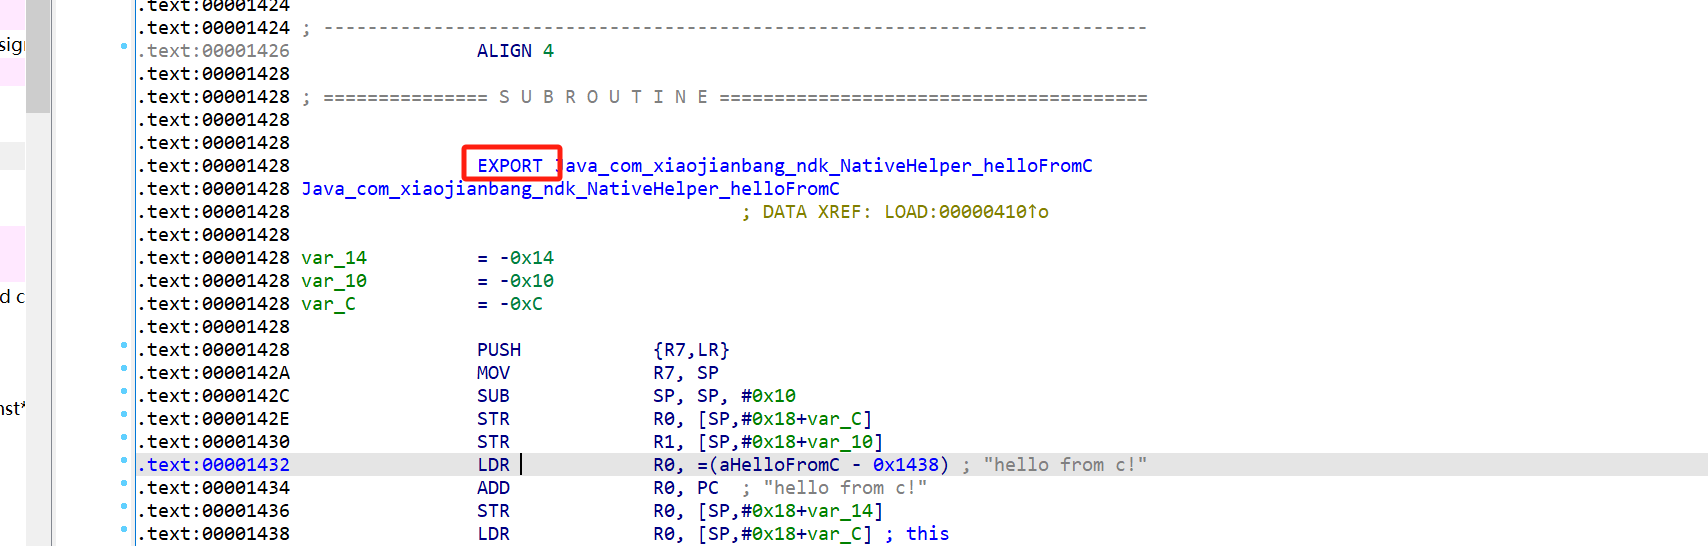 .text:00001424
.text:00001424 ; ---------------------------------------------------------------------------
.text:00001426 ALIGN 4
.text:00001428
.text:00001428 ; =============== S U B R O U T I N E =======================================
.text:00001428
.text:00001428
.text:00001428 EXPORT Java_com_xiaojianbang_ndk_NativeHelper_helloFromC
.text:00001428 Java_com_xiaojianbang_ndk_NativeHelper_helloFromC
.text:00001428 ; DATA XREF: LOAD:00000410↑o
.text:00001428
.text:00001428 var_14 = -0x14
.text:00001428 var_10 = -0x10
.text:00001428 var_C = -0xC
.text:00001428
.text:00001428 PUSH {R7,LR}
.text:0000142A MOV R7, SP
.text:0000142C SUB SP, SP, #0x10
.text:0000142E STR R0, [SP,#0x18+var_C]
.text:00001430 STR R1, [SP,#0x18+var_10]
.text:00001432 LDR R0, =(aHelloFromC - 0x1438) ; "hello from c!"
.text:00001434 ADD R0, PC ; "hello from c!"
.text:00001436 STR R0, [SP,#0x18+var_14]
.text:00001438 LDR R0, [SP,#0x18+var_C] ; this